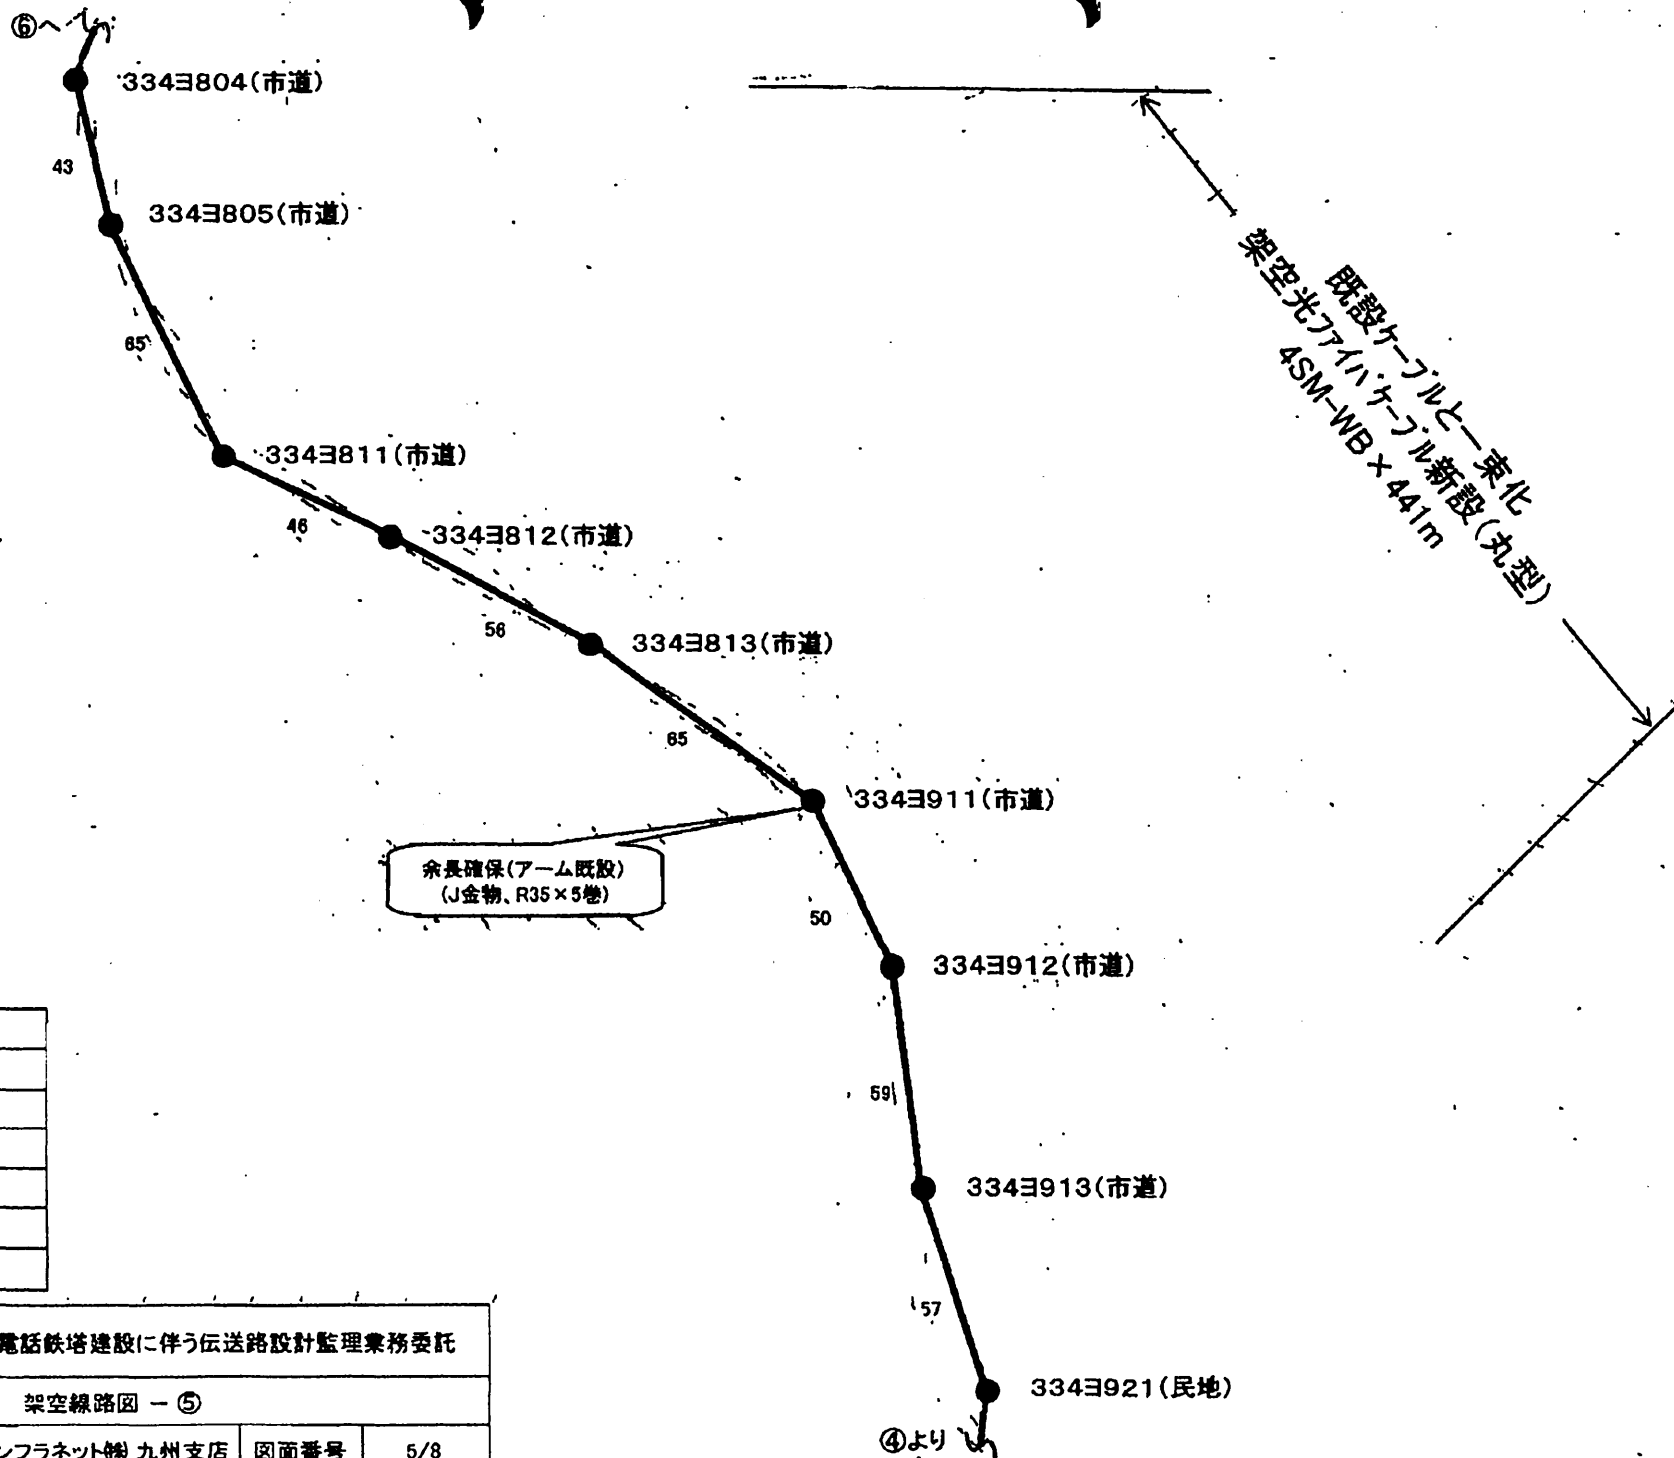 ⑥へ
334ヨ804(市道)
43
334ヨ805(市道)
65
334ヨ811(市道)
46
334ヨ812(市道)
56
334ヨ813(市道)
65
334ヨ911(市道)
余長確保(アーム既設)
(J金物、R35×5巻)
50
334ヨ912(市道)
59
334ヨ913(市道)
57
334ヨ921(民地)
④より
既設ケーブルと一束化
架空光ファイバケーブル新設(丸型)
4SM-WB×441m
電話鉄塔建設に伴う伝送路設計監理業務委託
架空線路図 - ⑤
ンフラネット㈱ 九州支店 図面番号 5/8